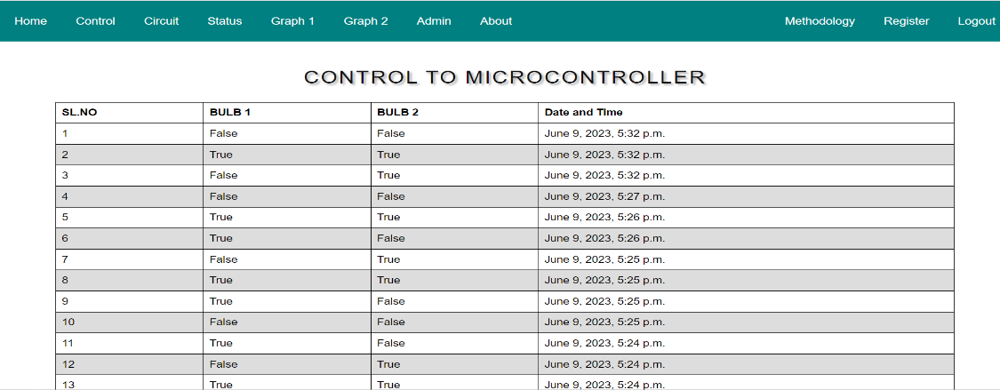 Home Control Circuit Status Graph 1 Graph 2 Admin About Methodology Register Logout
CONTROL TO MICROCONTROLLER
SL.NO BULB 1 BULB 2 Date and Time
1 False False June 9, 2023, 5:32 p.m.
2 True True June 9, 2023, 5:32 p.m.
3 False True June 9, 2023, 5:32 p.m.
4 False False June 9, 2023, 5:27 p.m.
5 True True June 9, 2023, 5:26 p.m.
6 True False June 9, 2023, 5:26 p.m.
7 False True June 9, 2023, 5:25 p.m.
8 True True June 9, 2023, 5:25 p.m.
9 True False June 9, 2023, 5:25 p.m.
10 False False June 9, 2023, 5:25 p.m.
11 True False June 9, 2023, 5:24 p.m.
12 False True June 9, 2023, 5:24 p.m.
13 True True June 9, 2023, 5:24 p.m.